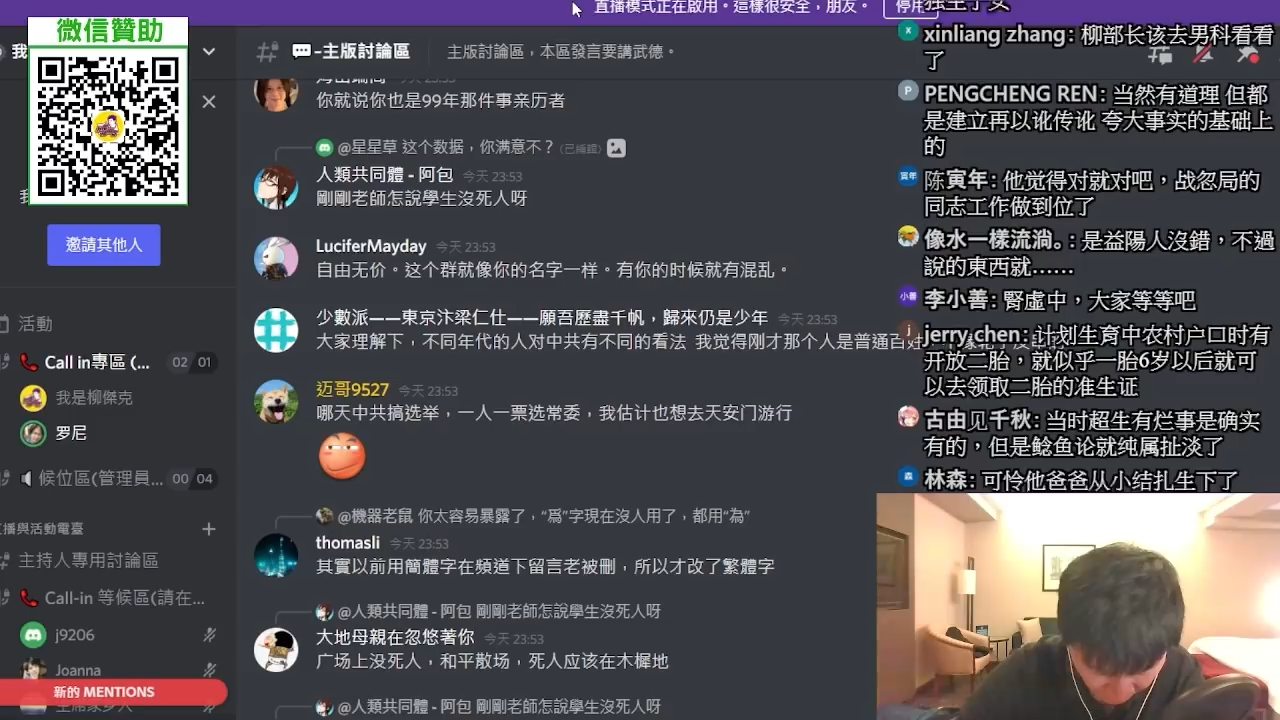 直播模式正在啟用。這樣很安全，朋友。
停用
微信贊助
我
💬-主版討論區
主版討論區，本區發言要講武德。
邀請其他人
活動
📞 Call in專區 (... 02 01
我是柳傑克
罗尼
候位區(管理員... 00 04
直播與活動電臺
主持人專用討論區
📞 Call-in 等候區(請在...
j9206
Joanna
新的 MENTIONS
今天 23:53
你就说你也是99年那件事亲历者
@星星草 这个数据，你满意不？ (已編輯)
人類共同體 - 阿包 今天 23:53
剛剛老師怎說學生沒死人呀
LuciferMayday 今天 23:53
自由无价。这个群就像你的名字一样。有你的时候就有混乱。
少數派——東京汴梁仁仕——願吾歷盡千帆，歸來仍是少年 今天 23:53
大家理解下，不同年代的人对中共有不同的看法 我觉得刚才那个人是普通百姓
迈哥9527 今天 23:53
哪天中共搞选举，一人一票选常委，我估计也想去天安门游行
@機器老鼠 你太容易暴露了，“爲”字現在沒人用了，都用“為”
thomasli 今天 23:53
其實以前用簡體字在頻道下留言老被刪，所以才改了繁體字
@人類共同體 - 阿包 剛剛老師怎說學生沒死人呀
大地母親在忽悠著你 今天 23:53
广场上没死人，和平散场，死人应该在木樨地
@人類共同體 - 阿包 剛剛老師怎說學生沒死人呀
独生子女
xinliang zhang: 柳部长该去男科看看
了
PENGCHENG REN: 当然有道理 但都
是建立再以讹传讹 夸大事实的基础上
的
陈寅年: 他觉得对就对吧，战忽局的
同志工作做到位了
像水一樣流淌。: 是益陽人沒錯，不過
說的東西就……
李小善: 腎虛中，大家等等吧
jerry chen: 计划生育中农村户口时有
开放二胎，就似乎一胎6岁以后就可
以去领取二胎的准生证
古由见千秋: 当时超生有烂事是确实
有的，但是鲶鱼论就纯属扯淡了
林森: 可怜他爸爸从小结扎生下了